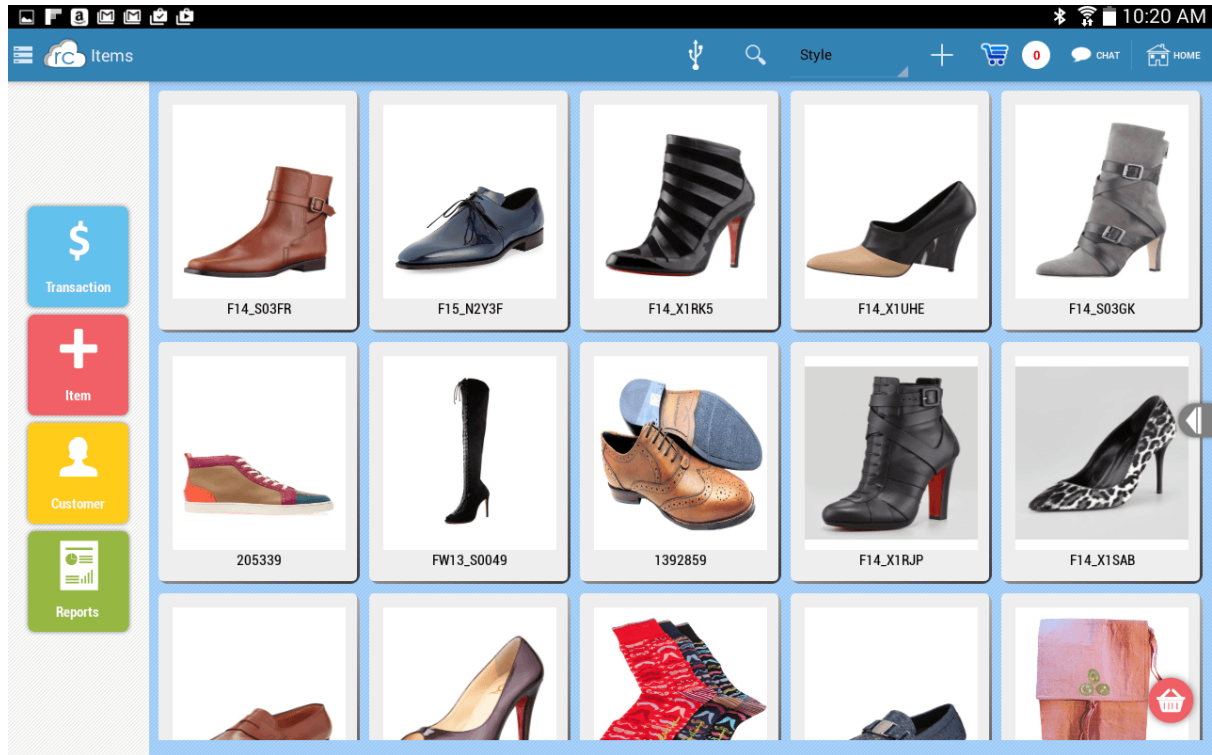 10:20 AM
rc Items Style 0 CHAT HOME
F14_S03FR F15_N2Y3F F14_X1RK5 F14_X1UHE F14_S03GK
Transaction
Item
Customer
Reports
205339 FW13_S0049 1392859 F14_X1RJP F14_X1SAB